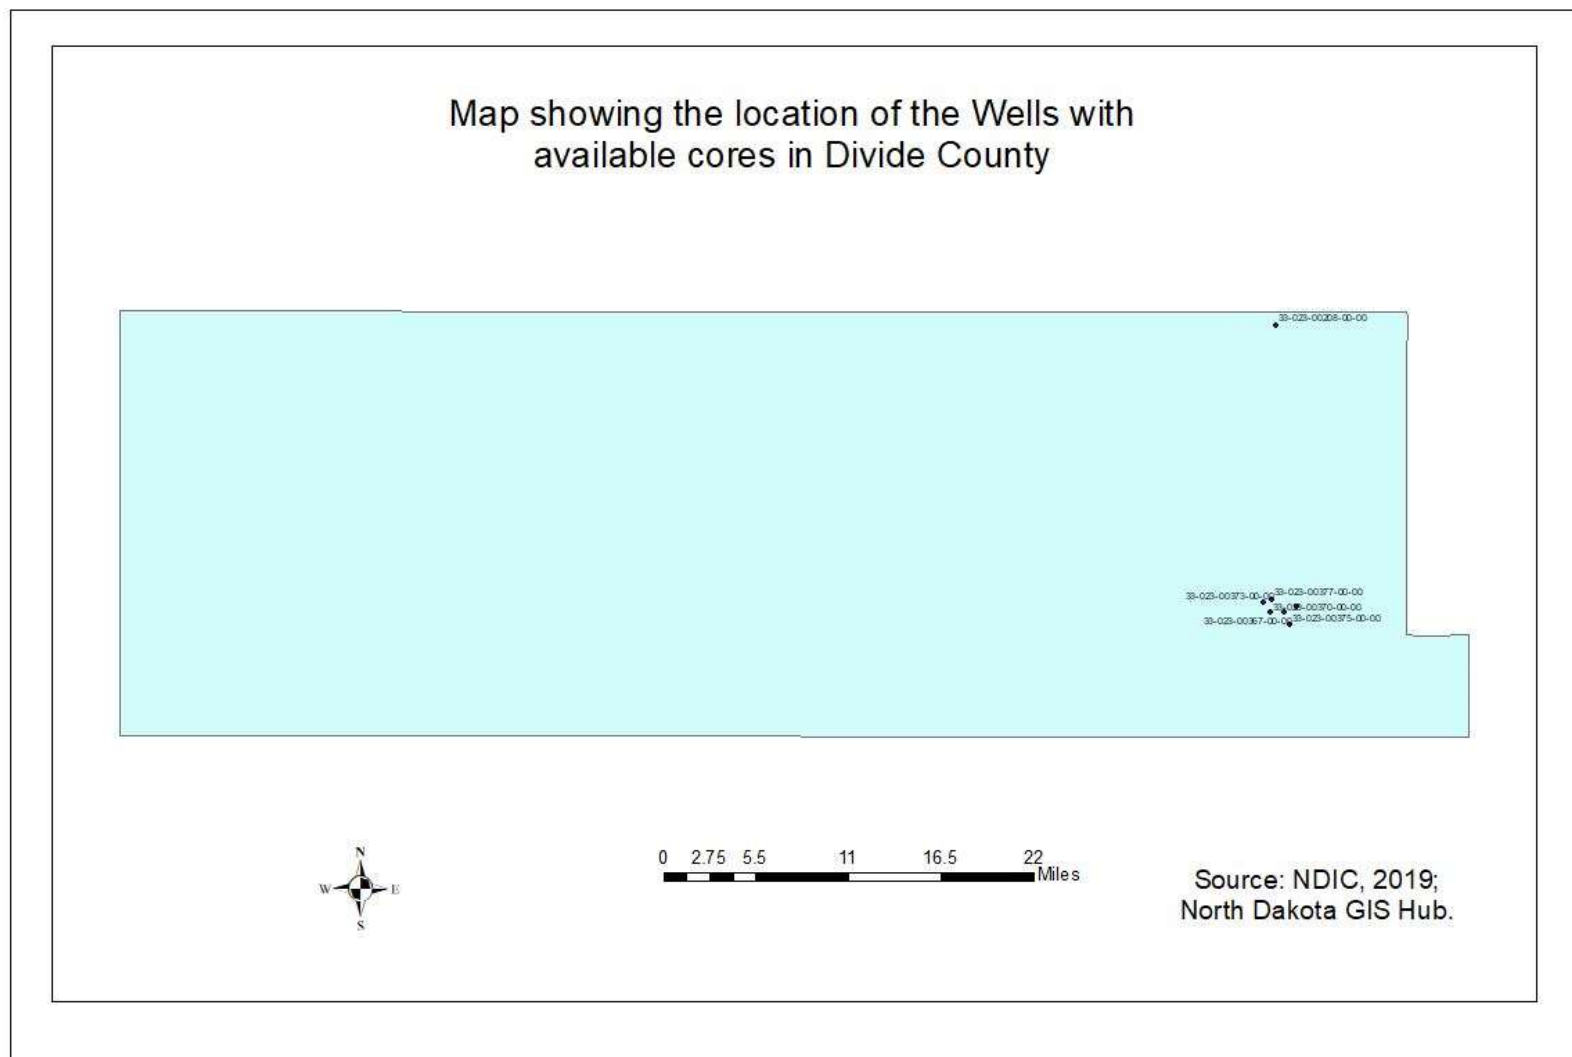 Map showing the location of the Wells with
available cores in Divide County
33-023-00208-00-00
33-023-00377-00-00
33-023-00373-00-00
33-023-00370-00-00
33-023-00367-00-00
33-023-00375-00-00
N
W
E
S
0 2.75 5.5 11 16.5 22
Miles
Source: NDIC, 2019;
North Dakota GIS Hub.